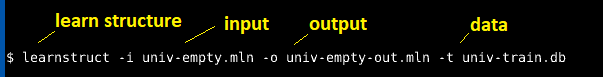 learn structure input output data
$ learnstruct -i univ-empty.mln -o univ-empty-out.mln -t univ-train.db